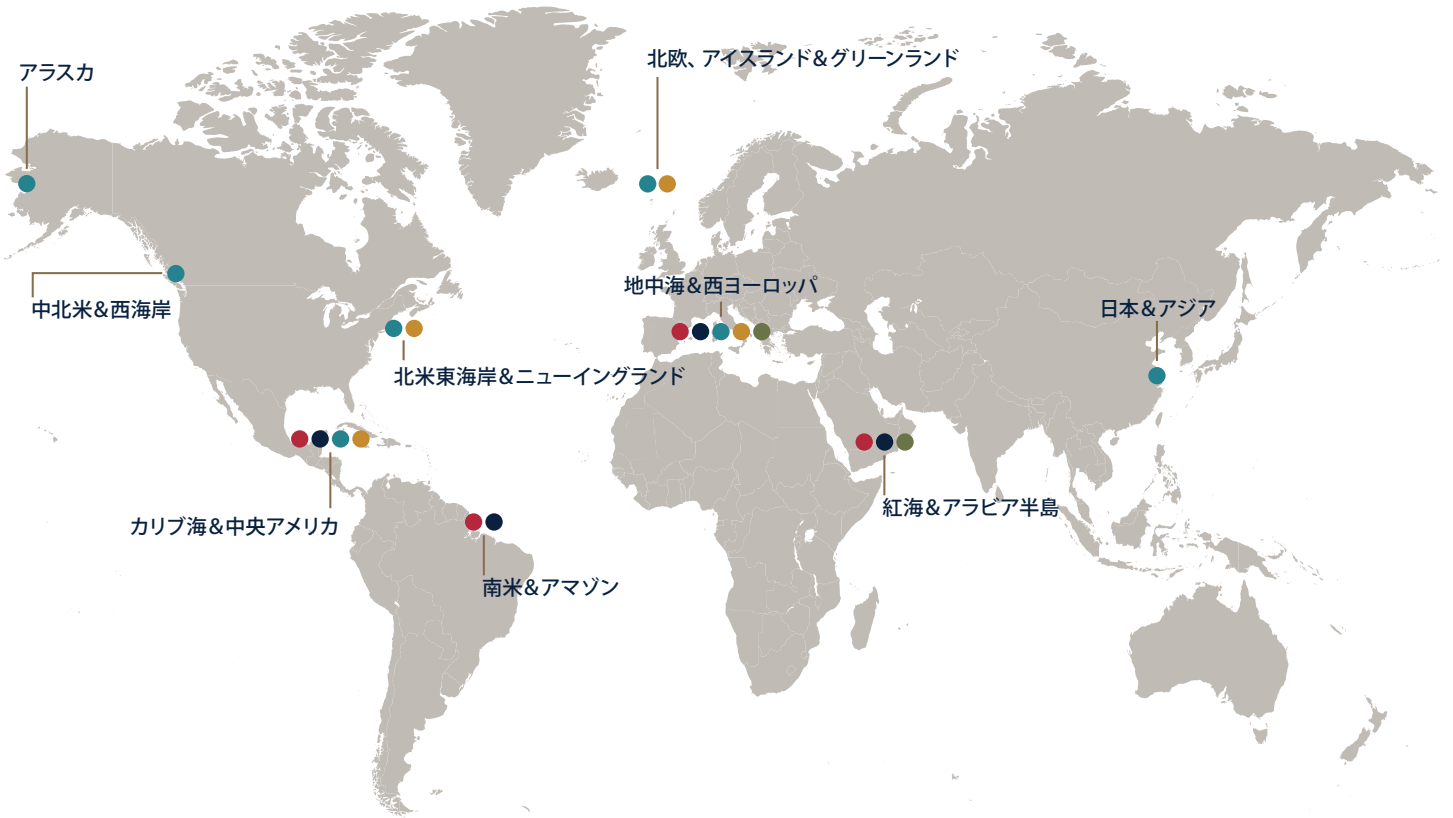 北欧、アイスランド＆グリーンランド
アラスカ
地中海＆西ヨーロッパ
中北米＆西海岸
日本＆アジア
北米東海岸＆ニューイングランド
紅海＆アラビア半島
カリブ海＆中央アメリカ
南米＆アマゾン